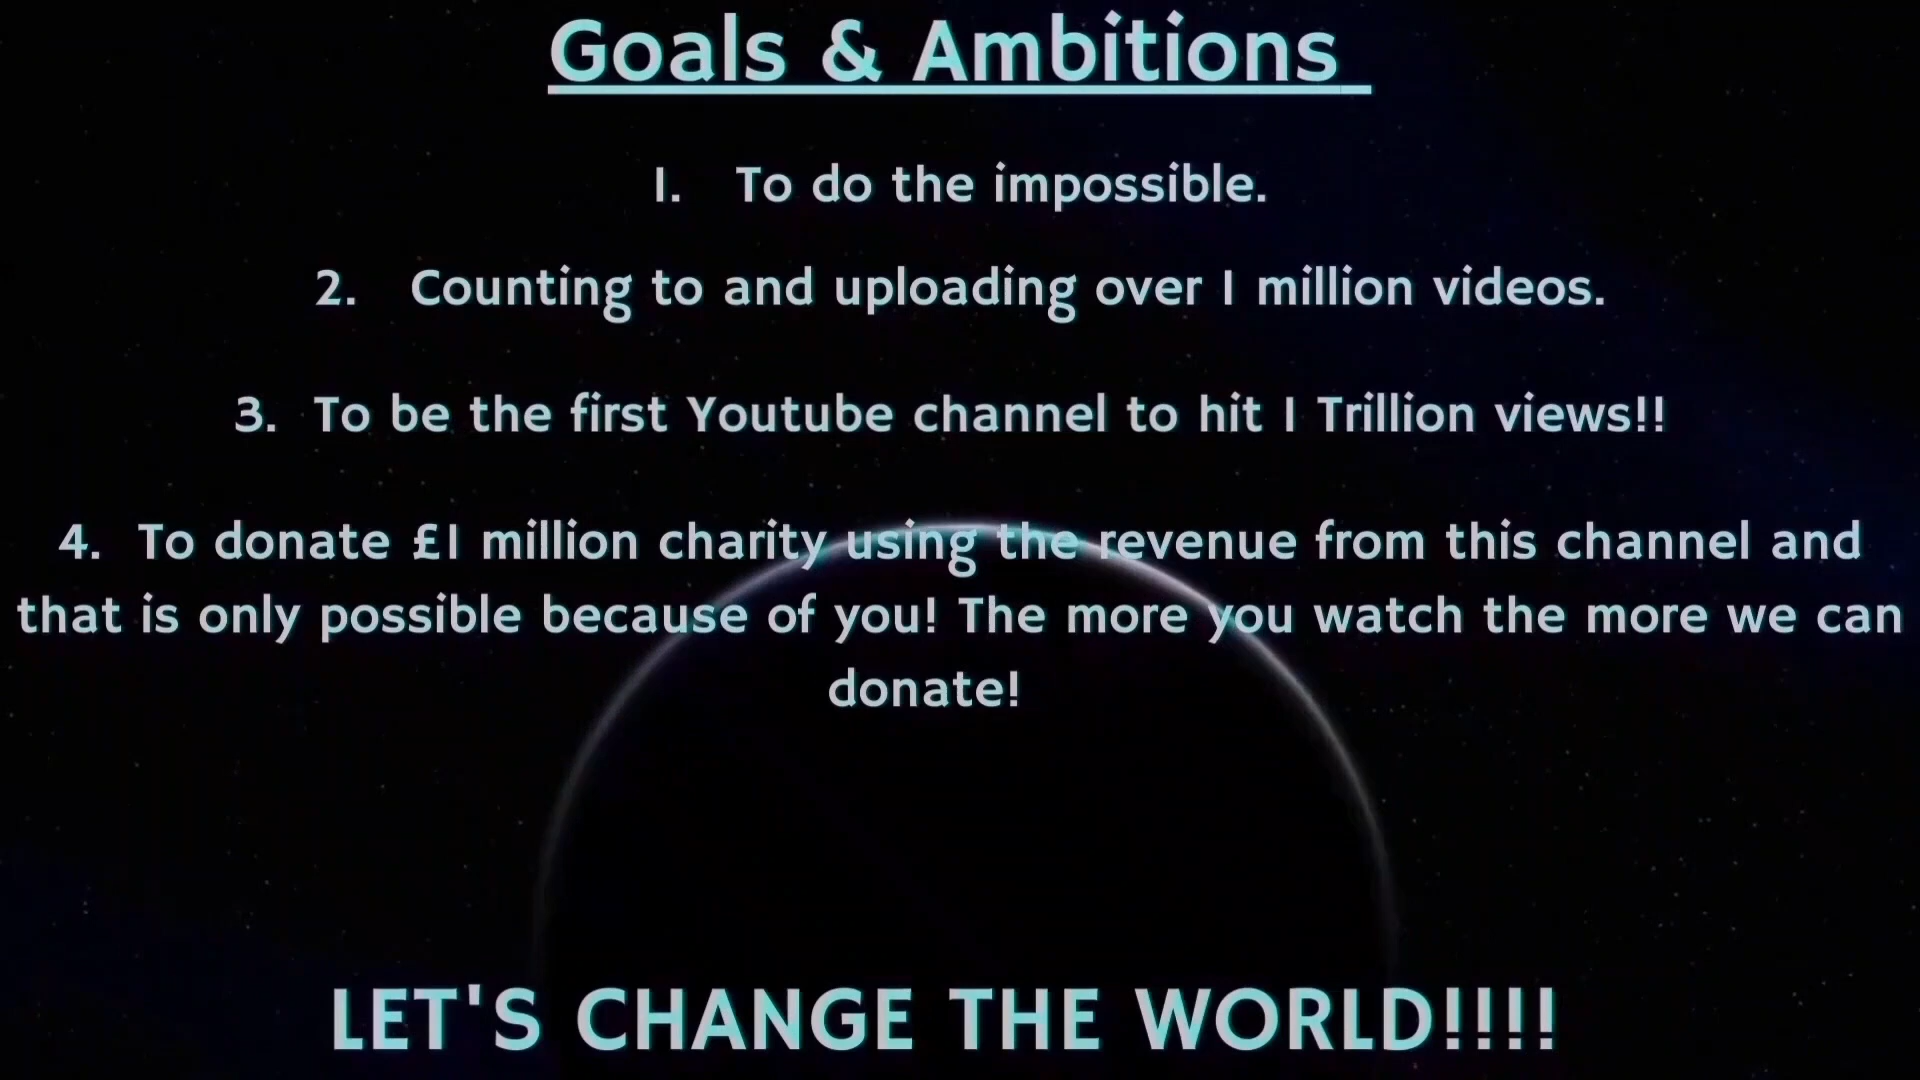 Goals & Ambitions
1. To do the impossible.
2. Counting to and uploading over 1 million videos.
3. To be the first Youtube channel to hit 1 Trillion views!!
4. To donate £1 million charity using the revenue from this channel and
that is only possible because of you! The more you watch the more we can
donate!
LET'S CHANGE THE WORLD!!!!